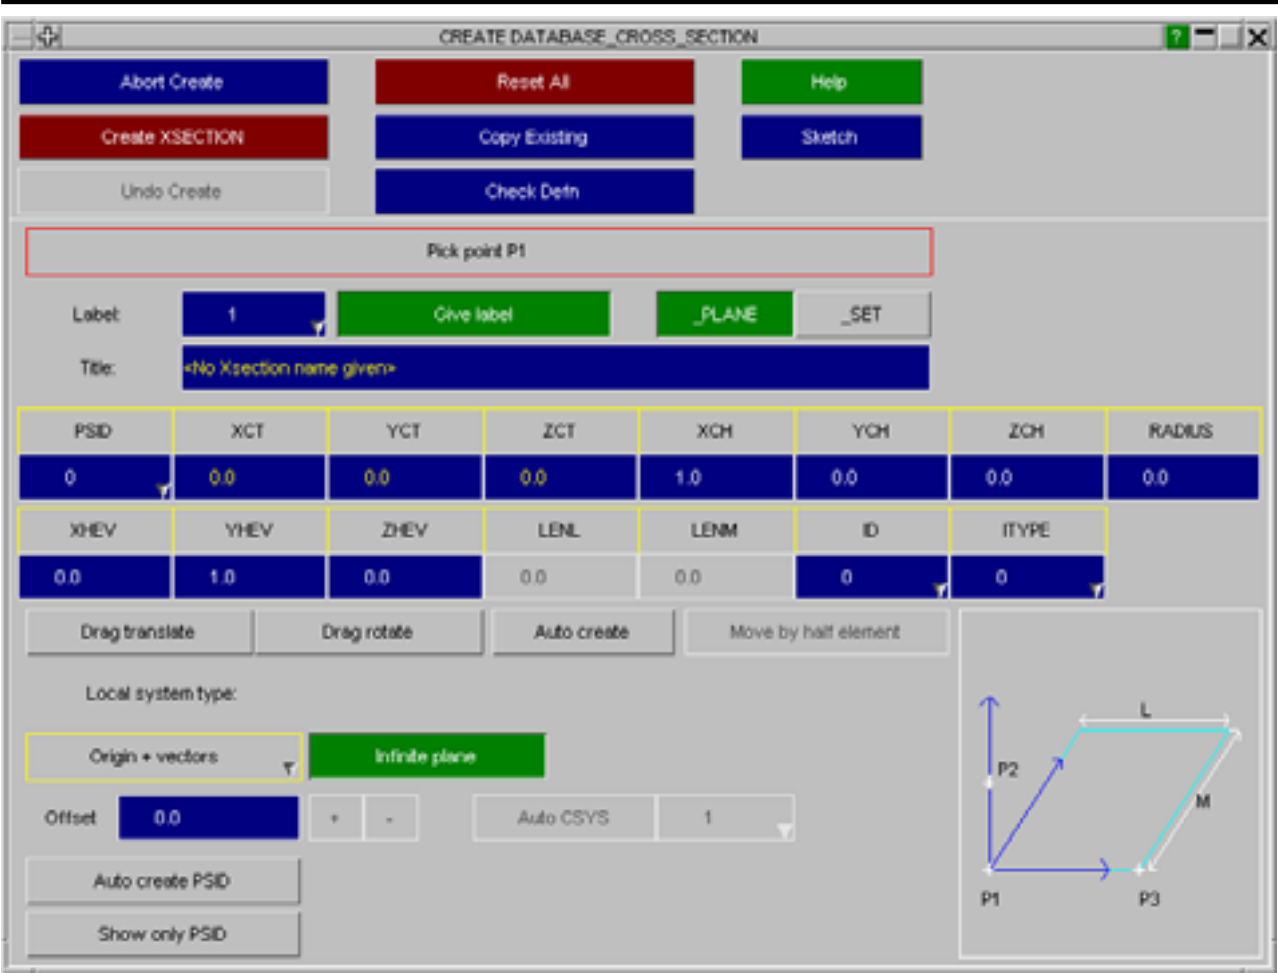 CREATE DATABASE_CROSS_SECTION ?
Abort Create Reset All Help
Create XSECTION Copy Existing Sketch
Undo Create Check Defn
Pick point P1
Label: 1 Give label _PLANE _SET
Title: <No Xsection name given>
PSID XCT YCT ZCT XCH YCH ZCH RADIUS
0 0.0 0.0 0.0 1.0 0.0 0.0 0.0
XHEV YHEV ZHEV LENL LENM ID ITYPE
0.0 1.0 0.0 0.0 0.0 0 0
Drag translate Drag rotate Auto create Move by half element
Local system type:
Origin + vectors Infinite plane
Offset 0.0 + - Auto CSYS 1
Auto create PSID
Show only PSID
L
P2
M
P1 P3